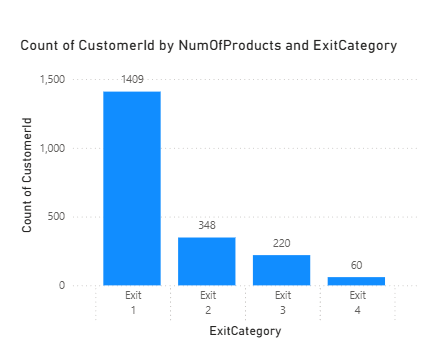 Count of CustomerId by NumOfProducts and ExitCategory
Count of CustomerId
1,500
1,000
500
0
1409
348
220
60
Exit Exit Exit Exit
1 2 3 4
ExitCategory